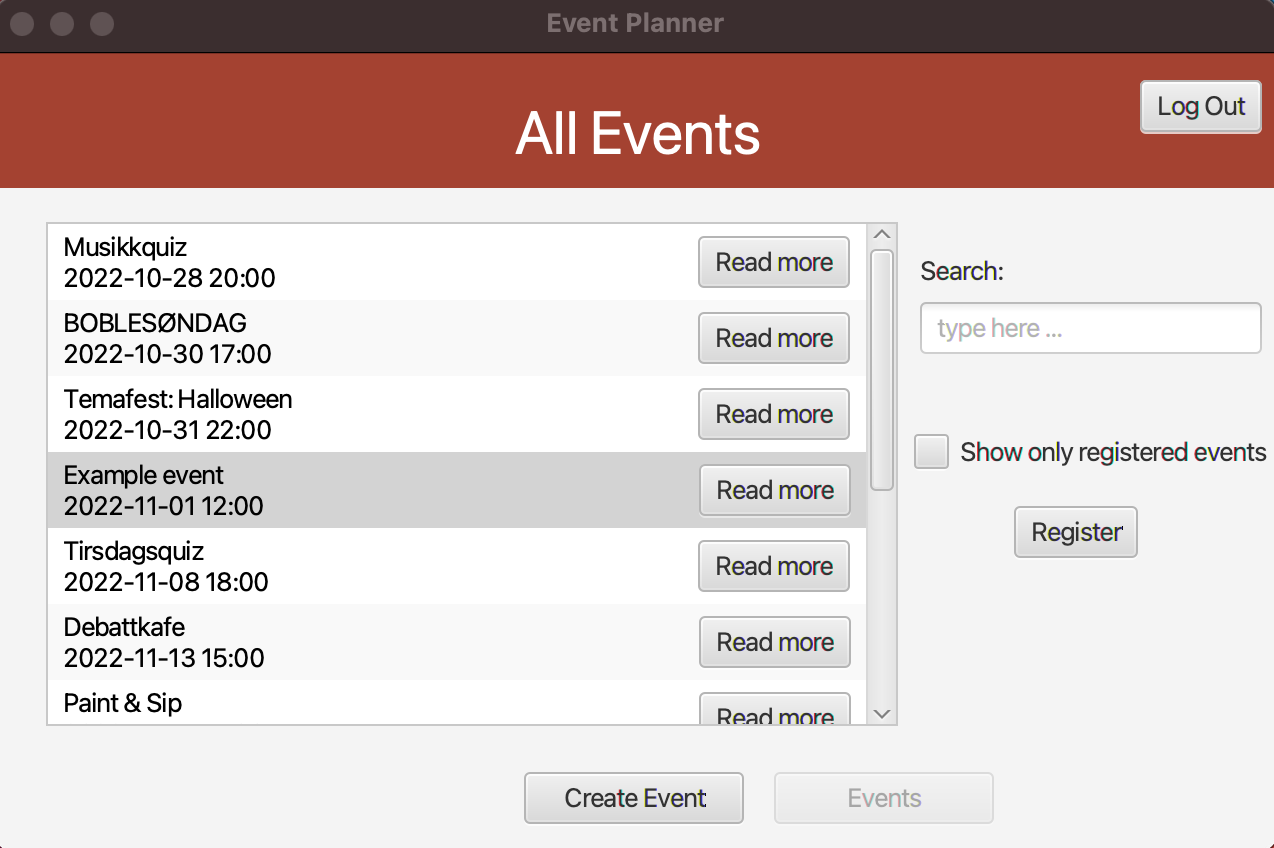 Event Planner
Log Out
All Events
Musikkquiz
2022-10-28 20:00
Read more
BOBLESØNDAG
2022-10-30 17:00
Read more
Temafest: Halloween
2022-10-31 22:00
Read more
Example event
2022-11-01 12:00
Read more
Tirsdagsquiz
2022-11-08 18:00
Read more
Debattkafe
2022-11-13 15:00
Read more
Paint & Sip
Read more
Search:
type here ...
Show only registered events
Register
Create Event
Events